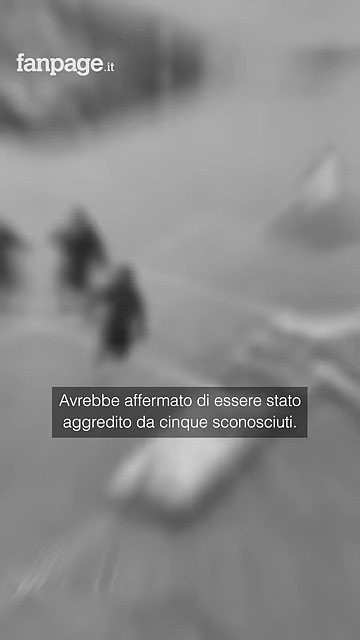 fanpage.it
Avrebbe affermato di essere stato
aggredito da cinque sconosciuti.